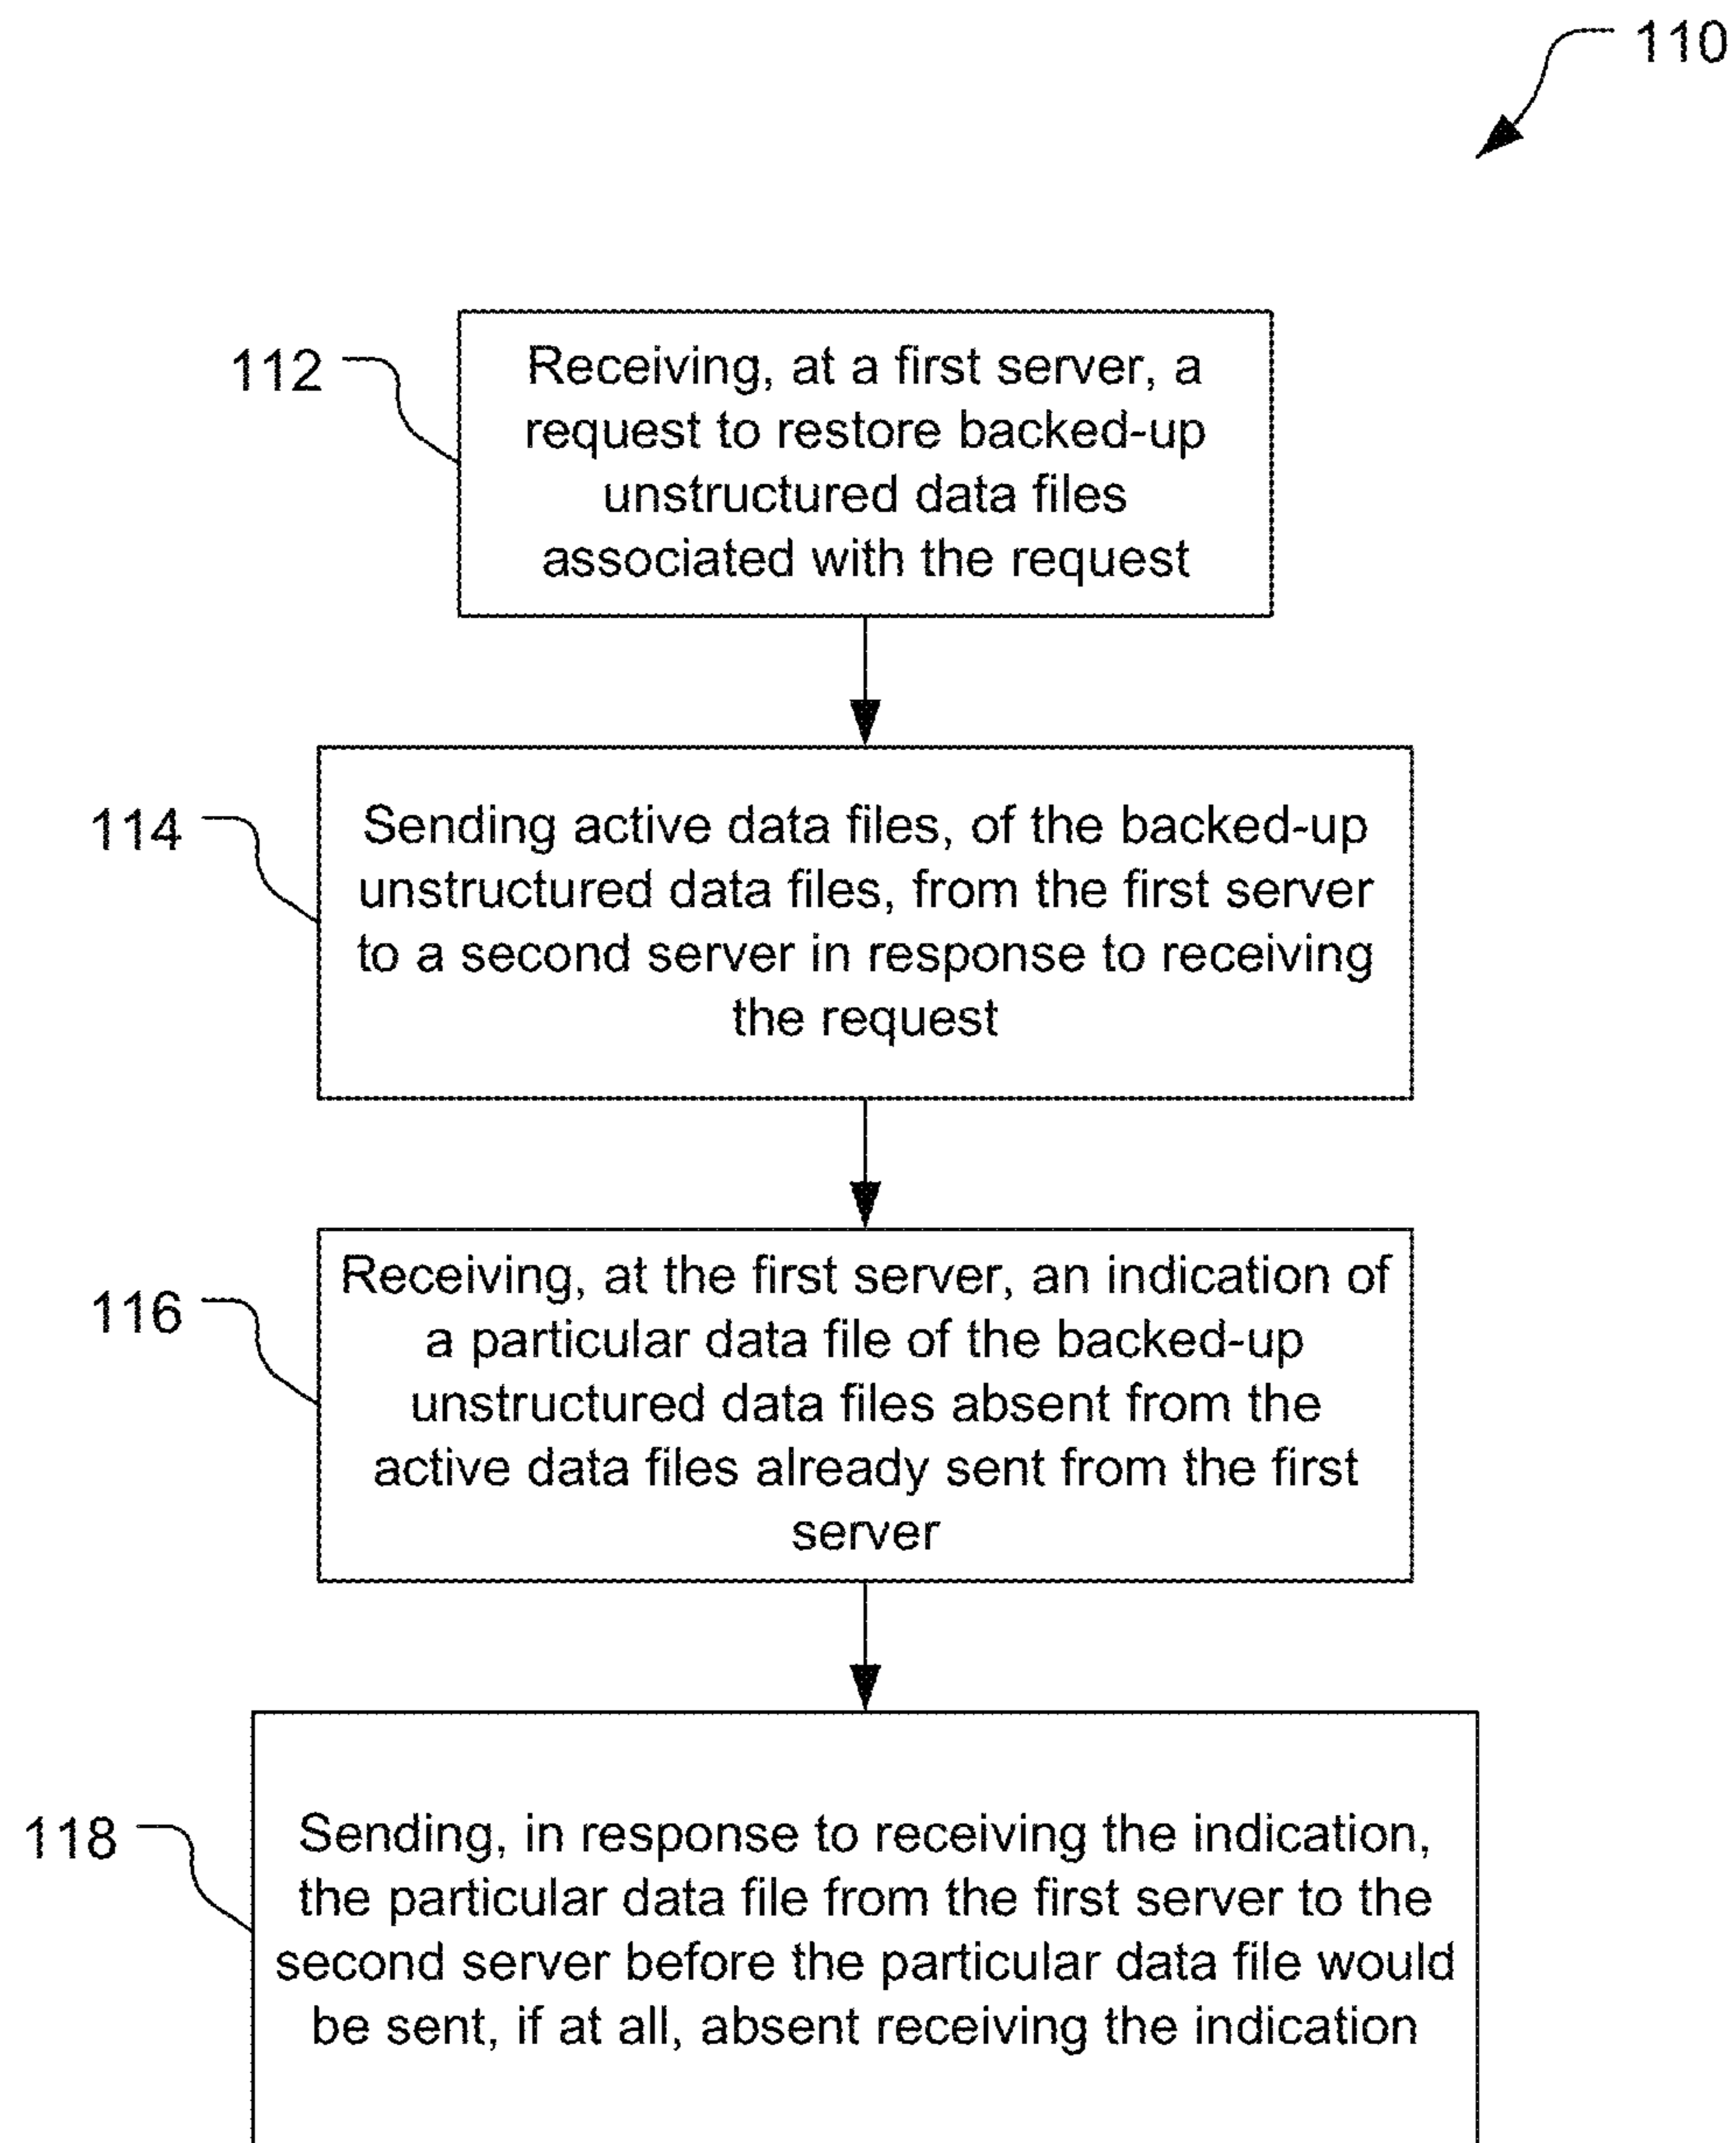 110
112
Receiving, at a first server, a
request to restore backed-up
unstructured data files
associated with the request
114
Sending active data files, of the backed-up
unstructured data files, from the first server
to a second server in response to receiving
the request
116
Receiving, at the first server, an indication of
a particular data file of the backed-up
unstructured data files absent from the
active data files already sent from the first
server
118
Sending, in response to receiving the indication,
the particular data file from the first server to the
second server before the particular data file would
be sent, if at all, absent receiving the indication